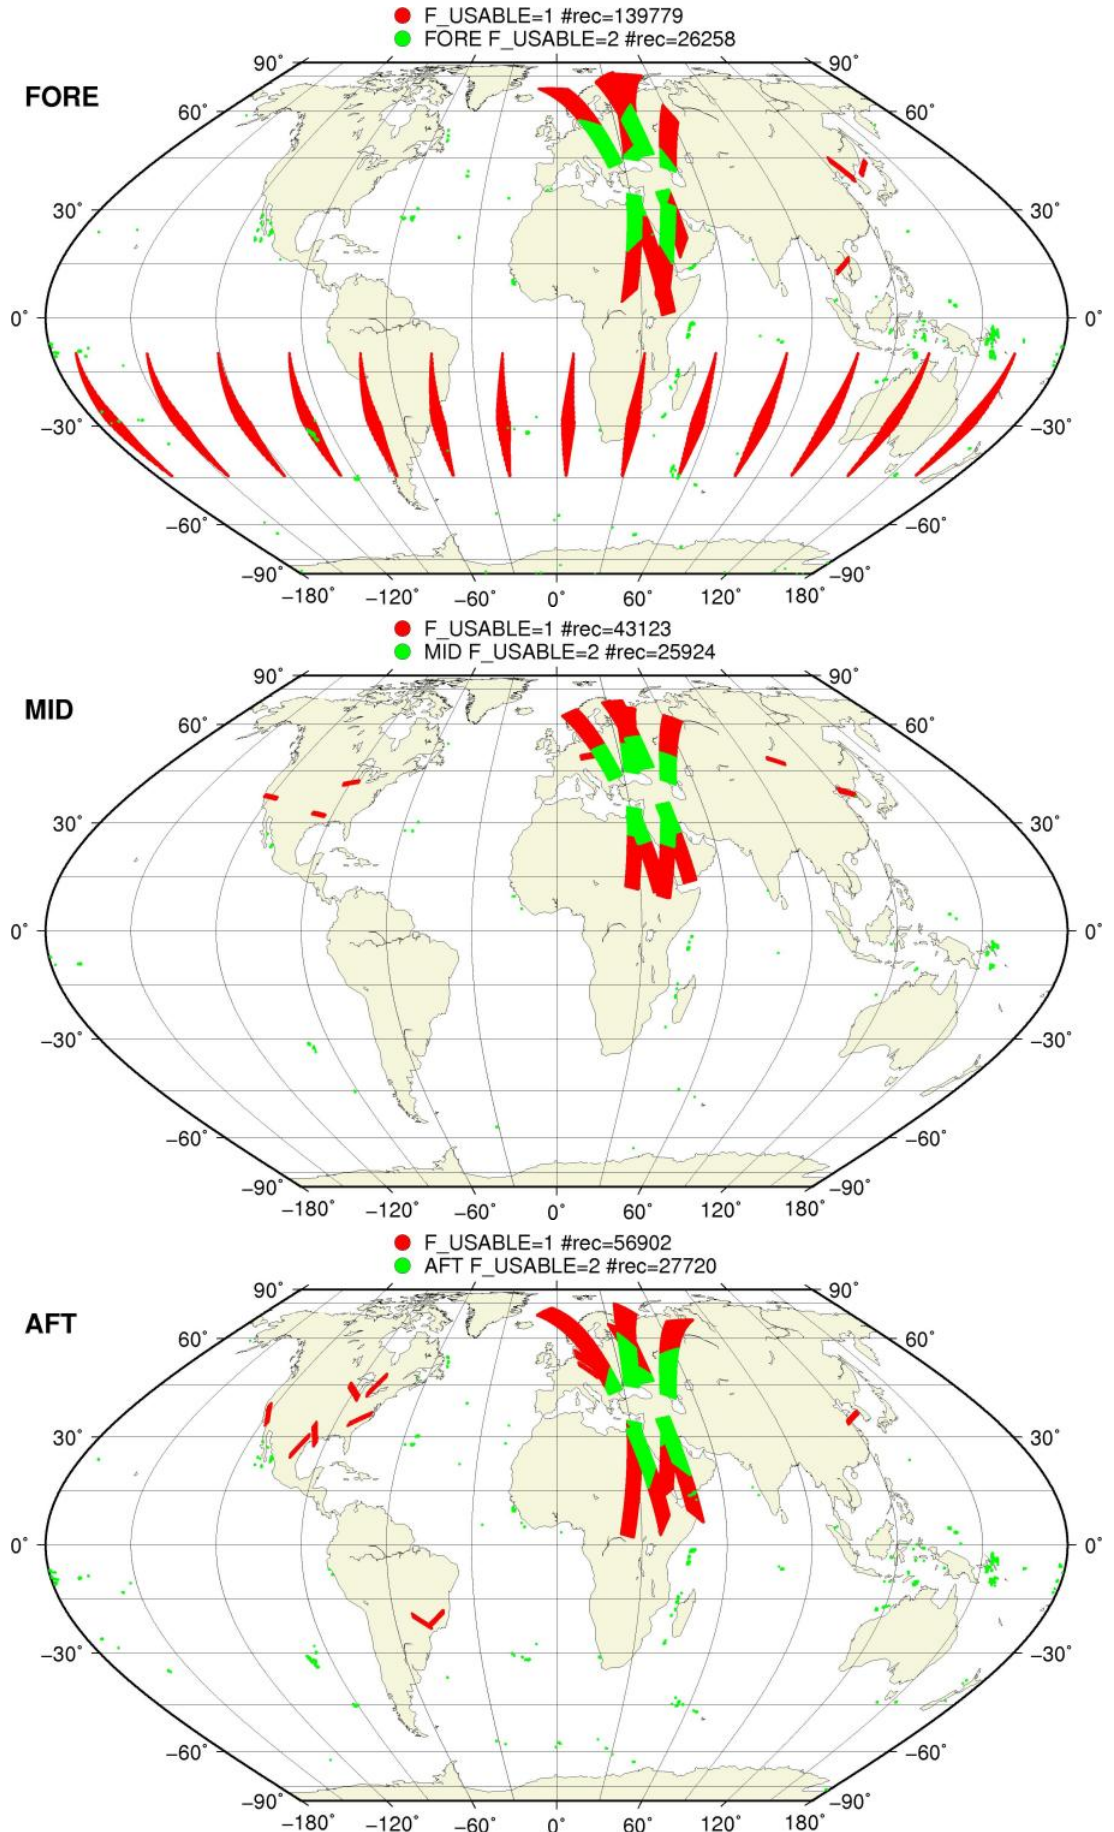 F_USABLE=1 #rec=139779
FORE F_USABLE=2 #rec=26258
FORE
90° 90°
60° 60°
30° 30°
0° 0°
−30° −30°
−60° −60°
−90° −90°
−180° −120° −60° 0° 60° 120° 180°
F_USABLE=1 #rec=43123
MID F_USABLE=2 #rec=25924
MID
90° 90°
60° 60°
30° 30°
0° 0°
−30° −30°
−60° −60°
−90° −90°
−180° −120° −60° 0° 60° 120° 180°
F_USABLE=1 #rec=56902
AFT F_USABLE=2 #rec=27720
AFT
90° 90°
60° 60°
30° 30°
0° 0°
−30° −30°
−60° −60°
−90° −90°
−180° −120° −60° 0° 60° 120° 180°